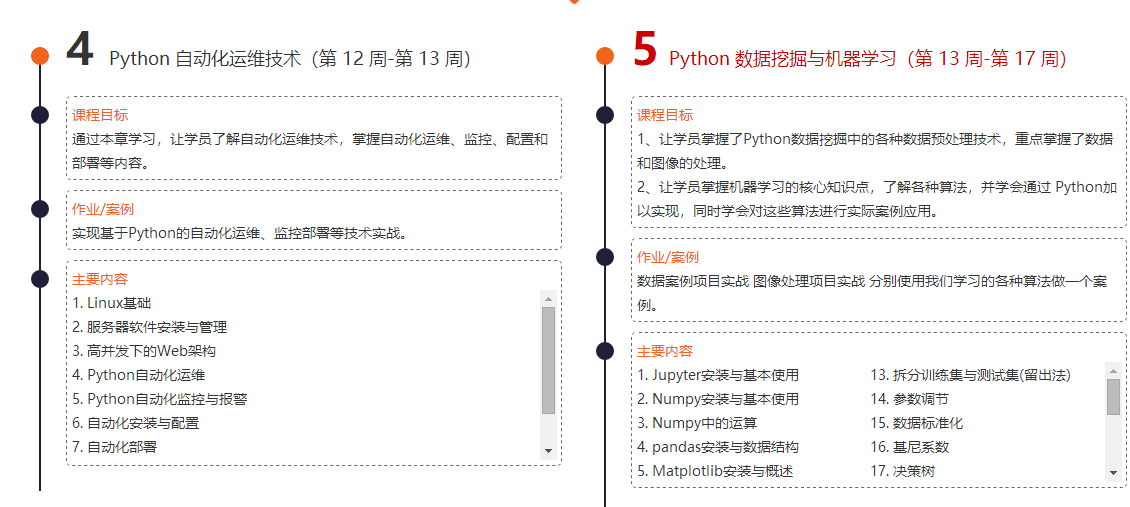 4 Python 自动化运维技术（第 12 周-第 13 周）
课程目标
通过本章学习，让学员了解自动化运维技术，掌握自动化运维、监控、配置和
部署等内容。
作业/案例
实现基于Python的自动化运维、监控部署等技术实战。
主要内容
1. Linux基础
2. 服务器软件安装与管理
3. 高并发下的Web架构
4. Python自动化运维
5. Python自动化监控与报警
6. 自动化安装与配置
7. 自动化部署
5 Python 数据挖掘与机器学习（第 13 周-第 17 周）
课程目标
1、让学员掌握了Python数据挖掘中的各种数据预处理技术，重点掌握了数据
和图像的处理。
2、让学员掌握机器学习的核心知识点，了解各种算法，并学会通过 Python加
以实现，同时学会对这些算法进行实际案例应用。
作业/案例
数据案例项目实战 图像处理项目实战 分别使用我们学习的各种算法做一个案
例。
主要内容
1. Jupyter安装与基本使用
2. Numpy安装与基本使用
3. Numpy中的运算
4. pandas安装与数据结构
5. Matplotlib安装与概述
13. 拆分训练集与测试集(留出法)
14. 参数调节
15. 数据标准化
16. 基尼系数
17. 决策树